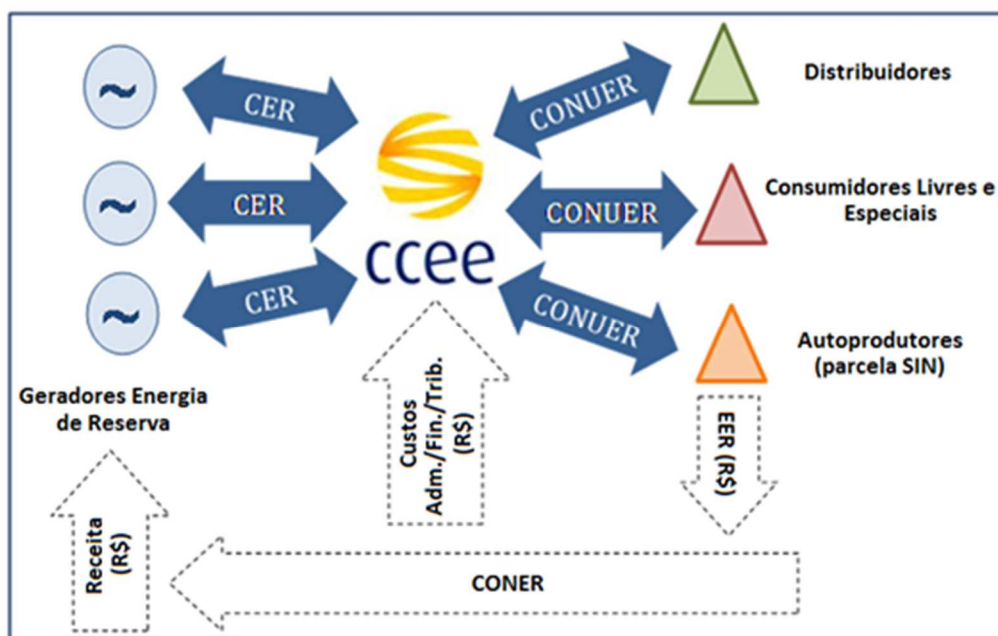 ~
CER
CONUER
Distribuidores
~
CER
CONUER
Consumidores Livres e
Especiais
ccee
~
CER
CONUER
Autoprodutores
(parcela SIN)
Geradores Energia
de Reserva
Custos
Adm./Fin./Trib.
(R$)
EER (R$)
Receita
(R$)
CONER